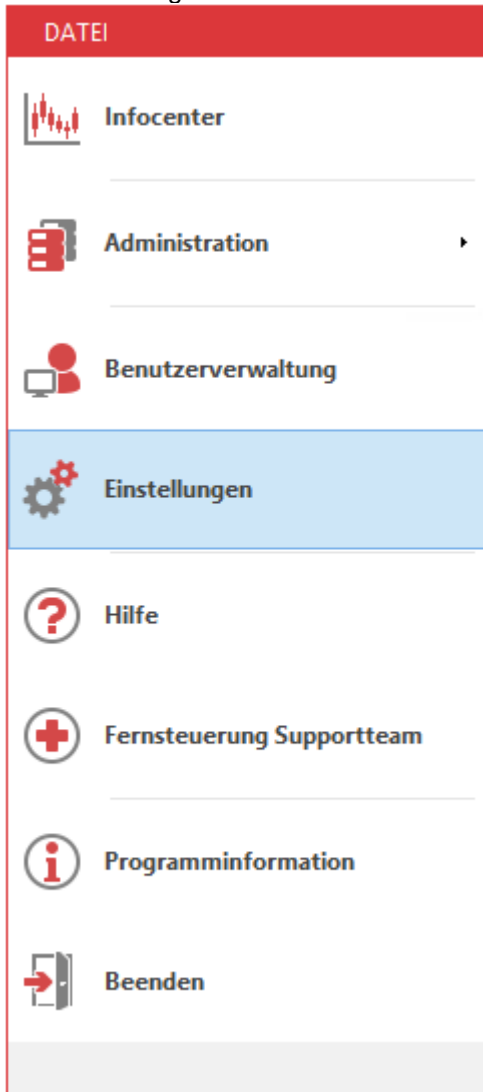 DATEI
Infocenter
Administration
Benutzerverwaltung
Einstellungen
Hilfe
Fernsteuerung Supportteam
Programminformation
Beenden